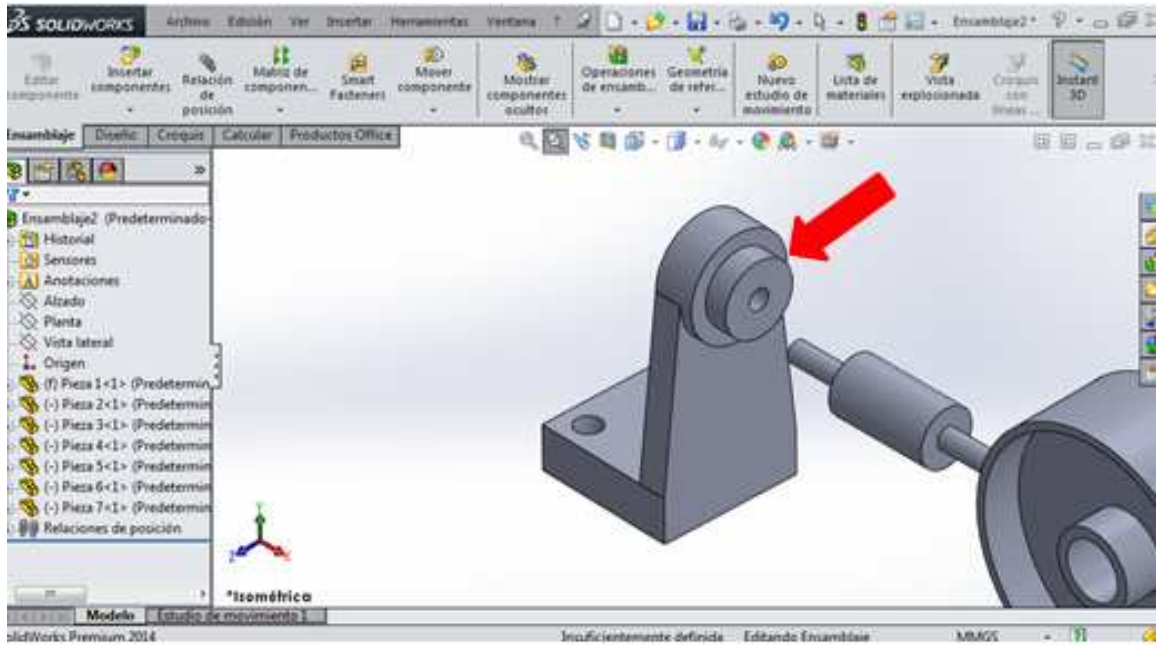 SOLIDWORKS Archivo Edición Ver Insertar Herramientas Ventana ? Ensamblaje2 *
Editar componente
Insertar componentes
Relación de posición
Matriz de componen...
Smart Fasteners
Mover componente
Mostrar componentes ocultos
Operaciones de ensamb...
Geometría de refer...
Nuevo estudio de movimiento
Lista de materiales
Vista explosionada
Croquis con líneas ...
Instant 3D
Ensamblaje Diseño Croquis Calcular Productos Office
Ensamblaje2 (Predeterminado
Historial
Sensores
Anotaciones
Alzado
Planta
Vista lateral
Origen
(f) Pieza 1<1> (Predetermin
(-) Pieza 2<1> (Predetermin
(-) Pieza 3<1> (Predetermin
(-) Pieza 4<1> (Predetermin
(-) Pieza 5<1> (Predetermin
(-) Pieza 6<1> (Predetermin
(-) Pieza 7<1> (Predetermin
Relaciones de posición
*Isométrica
Modelo Estudio de movimiento 1
olidWorks Premium 2014 Insuficientemente definida Editando Ensamblaje MMGS